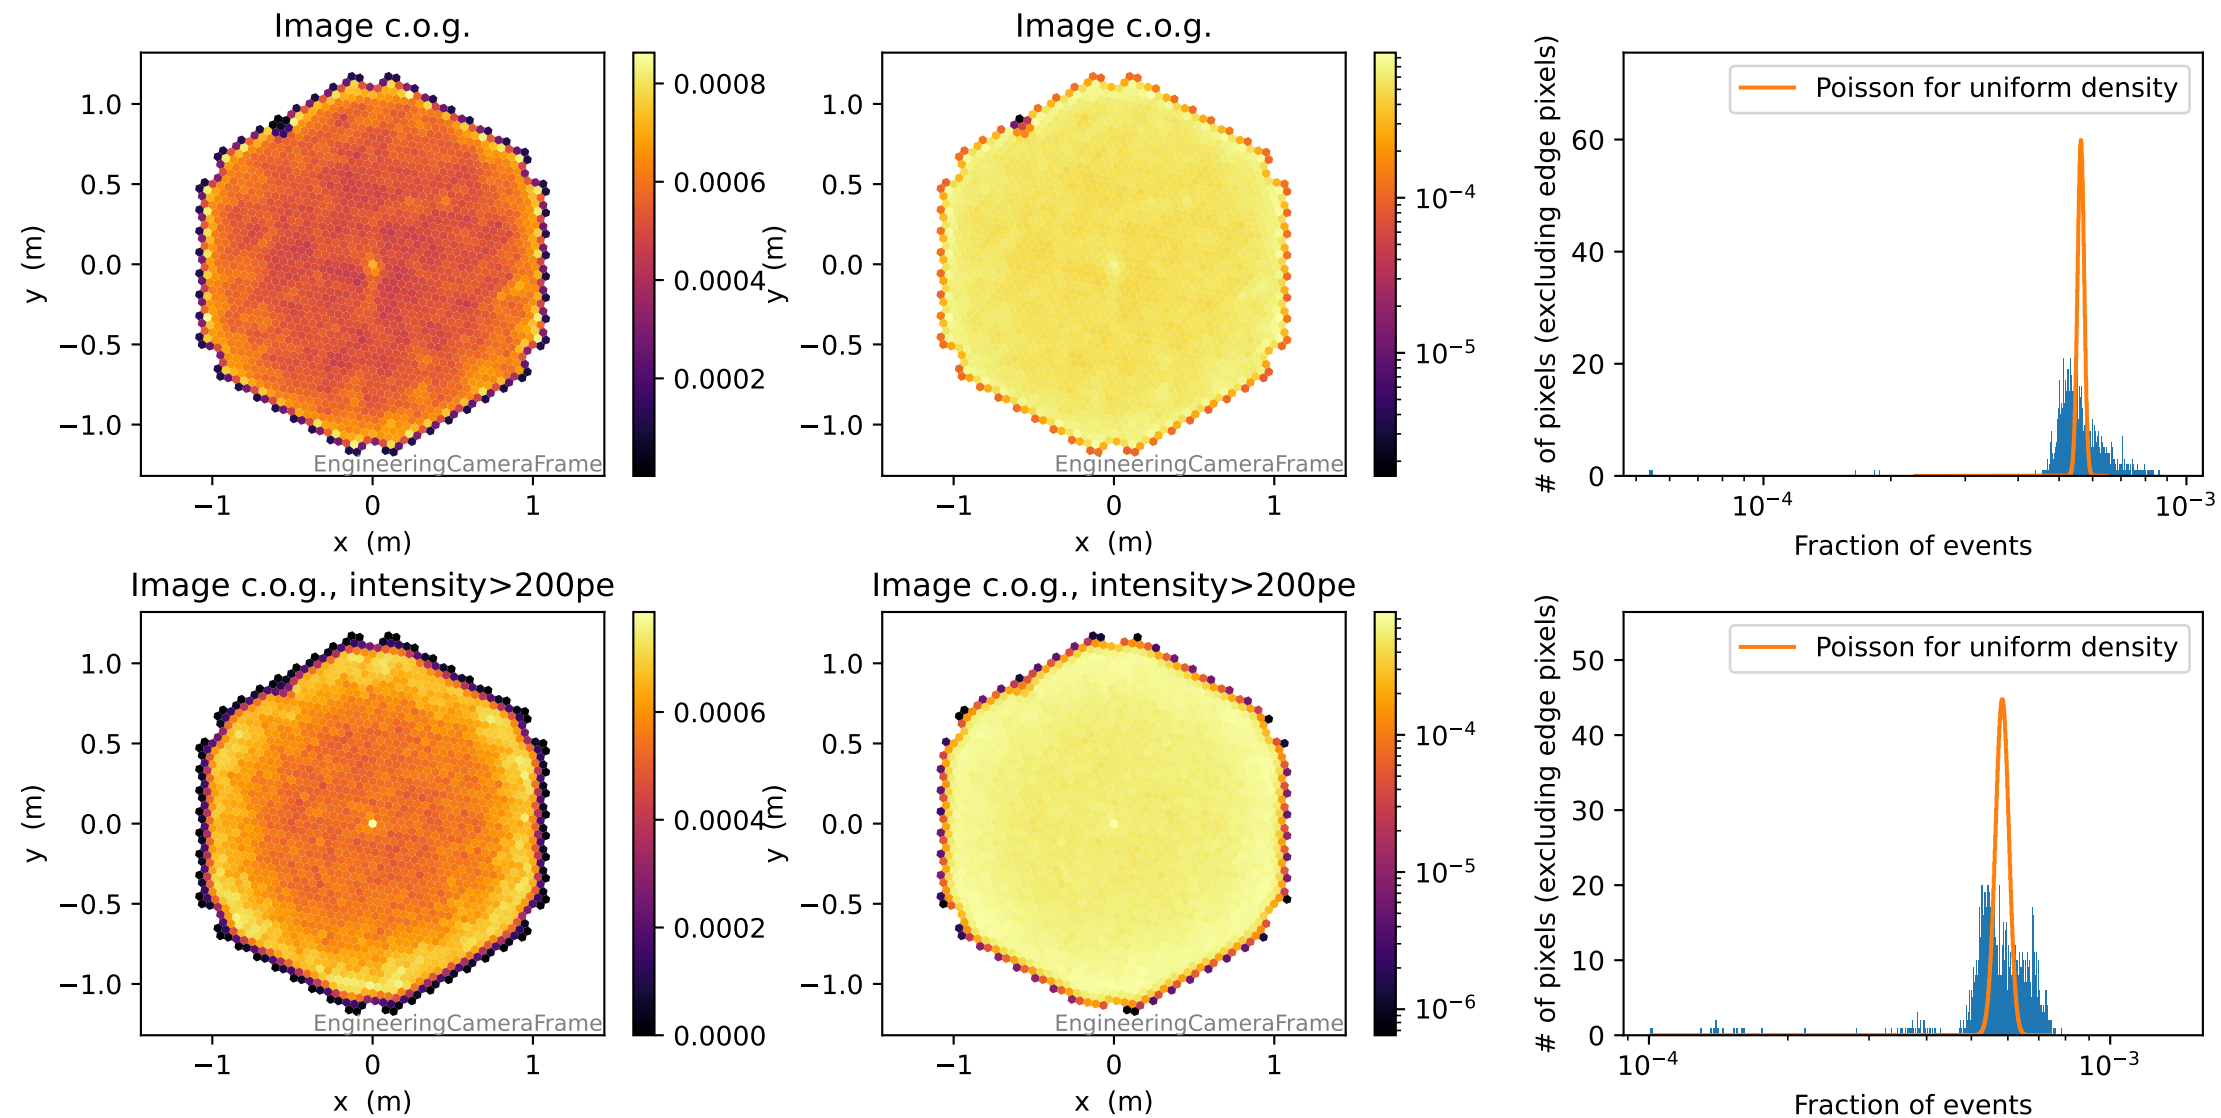 Image c.o.g.
1.0
0.5
0.0
−0.5
−1.0
y (m)
−1 0 1
x (m)
EngineeringCameraFrame
0.0008
0.0006
0.0004
0.0002
Image c.o.g.
1.0
0.5
0.0
−0.5
−1.0
y (m)
−1 0 1
x (m)
EngineeringCameraFrame
10−4
10−5
# of pixels (excluding edge pixels)
60
40
20
0
Poisson for uniform density
10−4 10−3
Fraction of events
Image c.o.g., intensity>200pe
1.0
0.5
0.0
−0.5
−1.0
y (m)
−1 0 1
x (m)
EngineeringCameraFrame
0.0006
0.0004
0.0002
0.0000
Image c.o.g., intensity>200pe
1.0
0.5
0.0
−0.5
−1.0
y (m)
−1 0 1
x (m)
EngineeringCameraFrame
10−4
10−5
10−6
# of pixels (excluding edge pixels)
50
40
30
20
10
0
Poisson for uniform density
10−4 10−3
Fraction of events